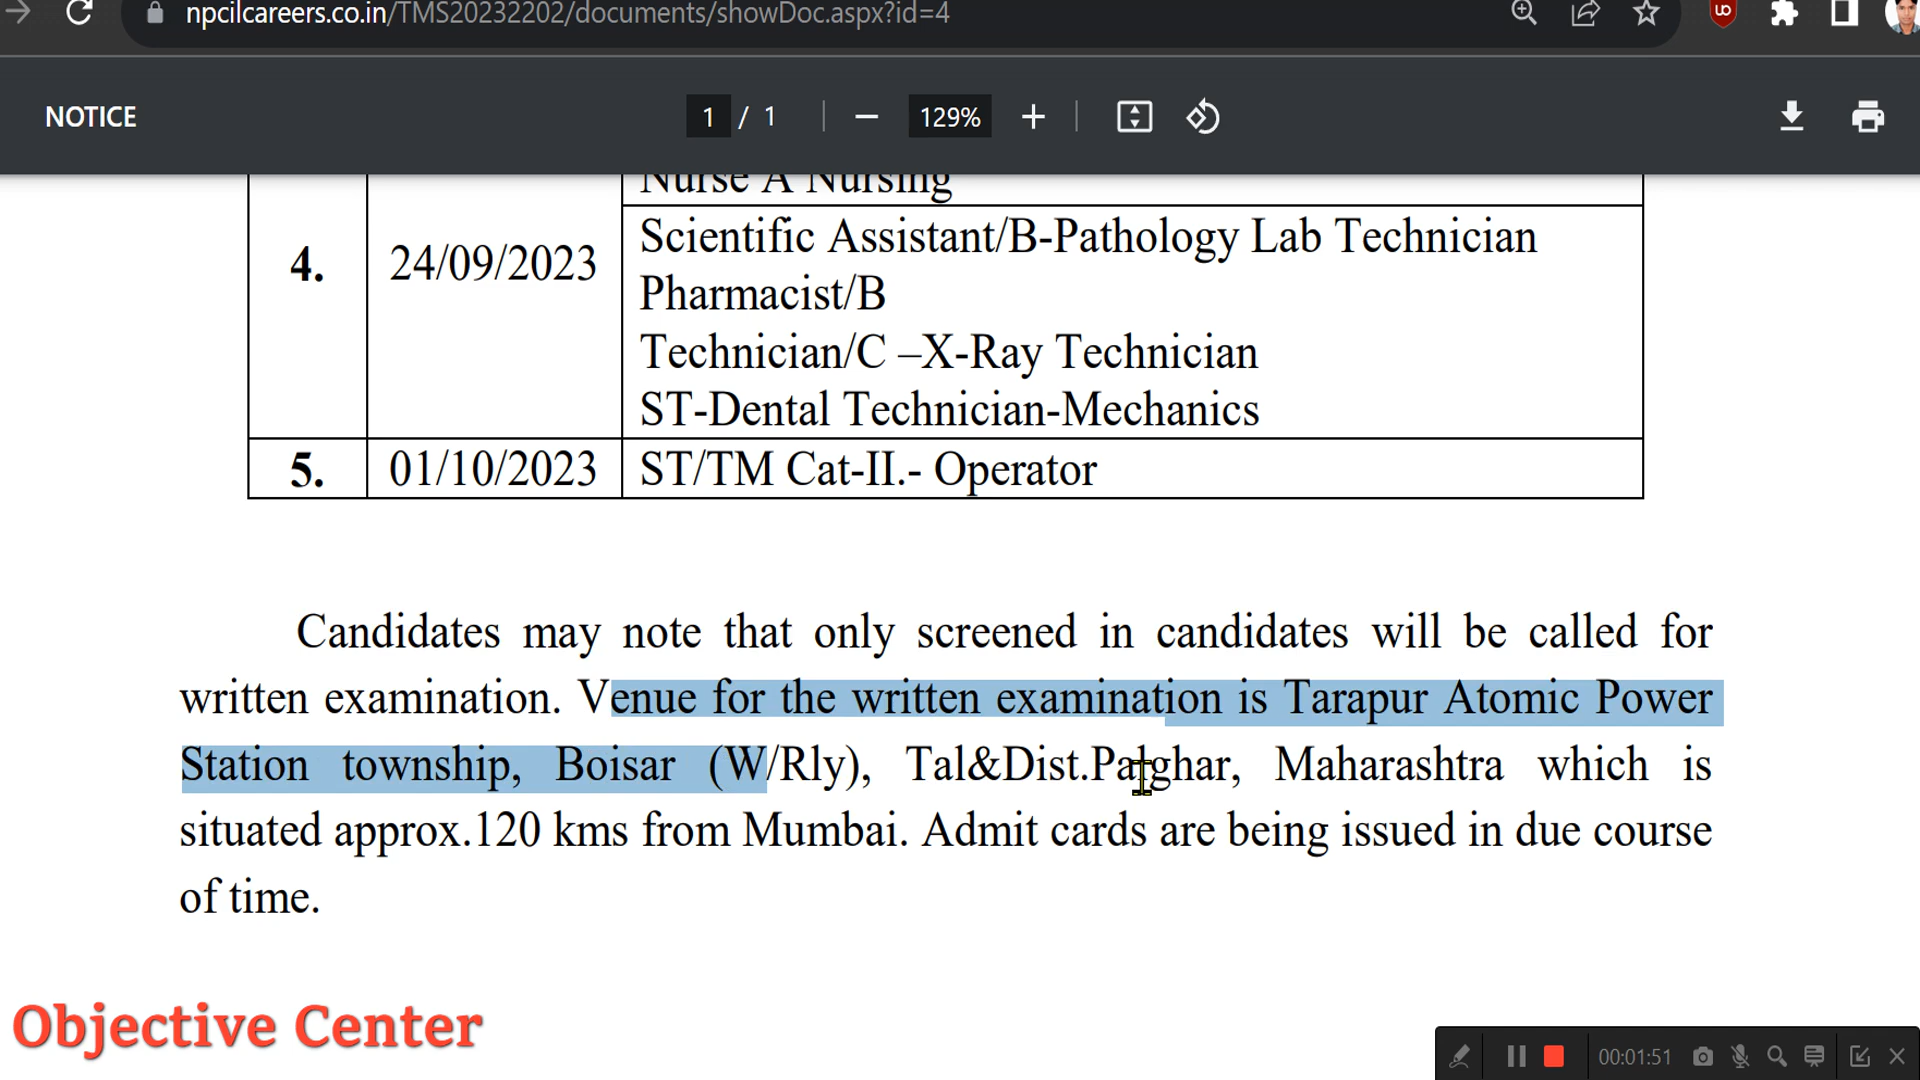 npcilcareers.co.in/TMS20232202/documents/showDoc.aspx?id=4
NOTICE
1 / 1
129%
Nurse A Nursing
4.
24/09/2023
Scientific Assistant/B-Pathology Lab Technician
Pharmacist/B
Technician/C –X-Ray Technician
ST-Dental Technician-Mechanics
5.
01/10/2023
ST/TM Cat-II.- Operator
Candidates may note that only screened in candidates will be called for
written examination. Venue for the written examination is Tarapur Atomic Power
Station township, Boisar (W/Rly), Tal&Dist.Palghar, Maharashtra which is
situated approx.120 kms from Mumbai. Admit cards are being issued in due course
of time.
Objective Center
00:01:51